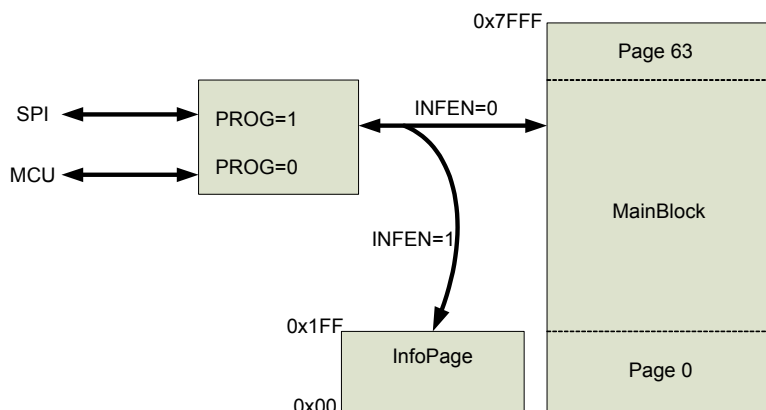 0x7FFF
Page 63
SPI
PROG=1
INFEN=0
MCU
PROG=0
MainBlock
INFEN=1
0x1FF
InfoPage
Page 0
0x00